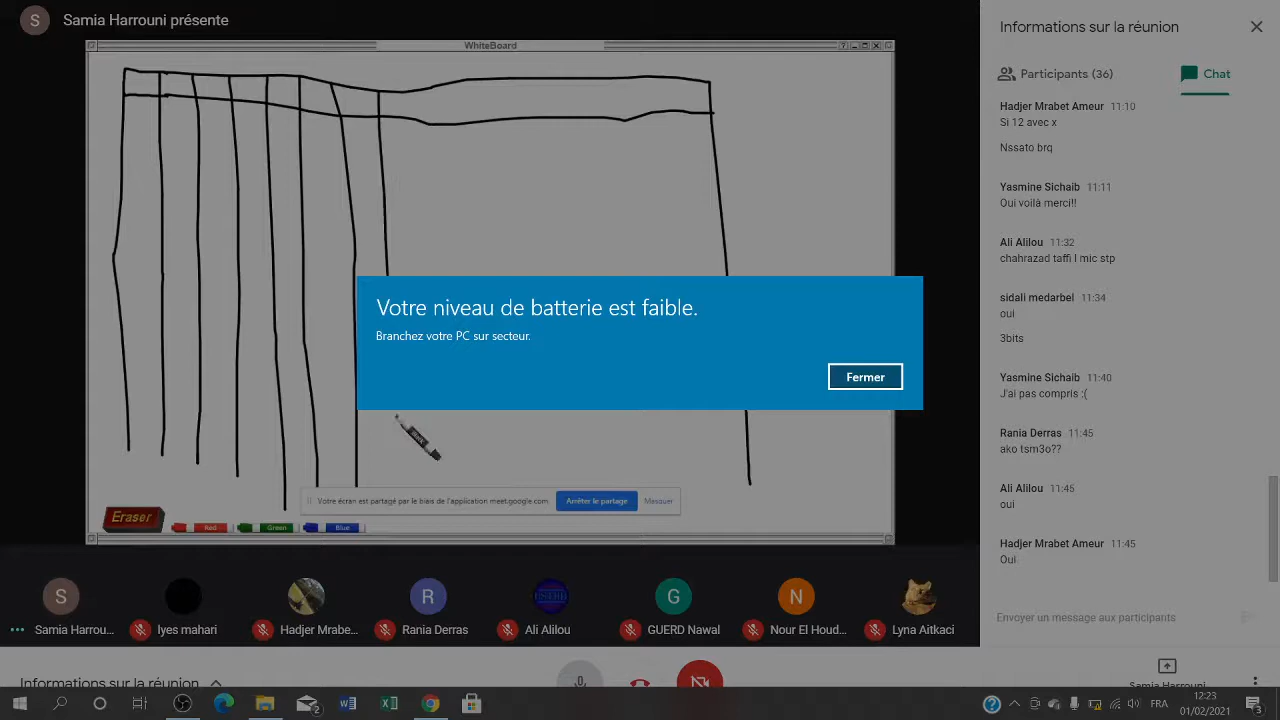 S
Samia Harrouni présente
WhiteBoard
Votre niveau de batterie est faible.
Branchez votre PC sur secteur.
Fermer
Votre écran est partagé par le biais de l'application meet.google.com.
Arrêter le partage
Masquer
Eraser
Red
Green
Blue
S
R
G
N
Samia Harrou...
lyes mahari
Hadjer Mrabe...
Rania Derras
Ali Alilou
GUERD Nawal
Nour El Houd...
Lyna Aitkaci
Informations sur la réunion
Informations sur la réunion
Participants (36)
Chat
Hadjer Mrabet Ameur 11:10
Si 12 avec x
Nssato brq
Yasmine Sichaib 11:11
Oui voilà merci!!
Ali Alilou 11:32
chahrazad taffi l mic stp
sidali medarbel 11:34
oui
3bits
Yasmine Sichaib 11:40
J'ai pas compris :(
Rania Derras 11:45
ako tsm3o??
Ali Alilou 11:45
oui
Hadjer Mrabet Ameur 11:45
Oui
Envoyer un message aux participants
Samia Harrouni
2
FRA
12:23
01/02/2021
3